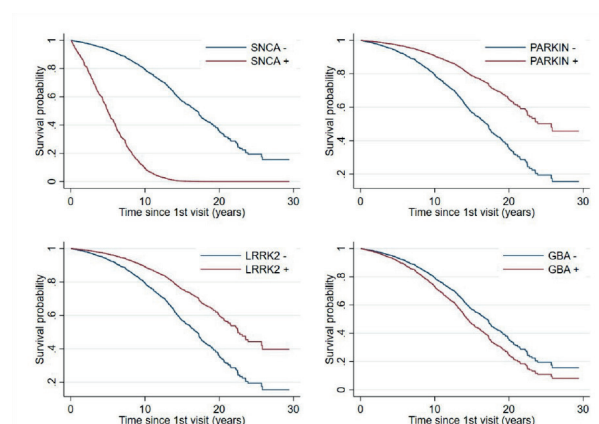 SNCA -
SNCA +
Survival probability
1
.8
.6
.4
.2
0
0 10 20 30
Time since 1st visit (years)
PARKIN -
PARKIN +
Survival probability
1
.8
.6
.4
.2
0 10 20 30
Time since 1st visit (years)
LRRK2 -
LRRK2 +
Survival probability
1
.8
.6
.4
.2
0 10 20 30
Time since 1st visit (years)
GBA -
GBA +
Survival probability
1
.8
.6
.4
.2
0
0 10 20 30
Time since 1st visit (years)